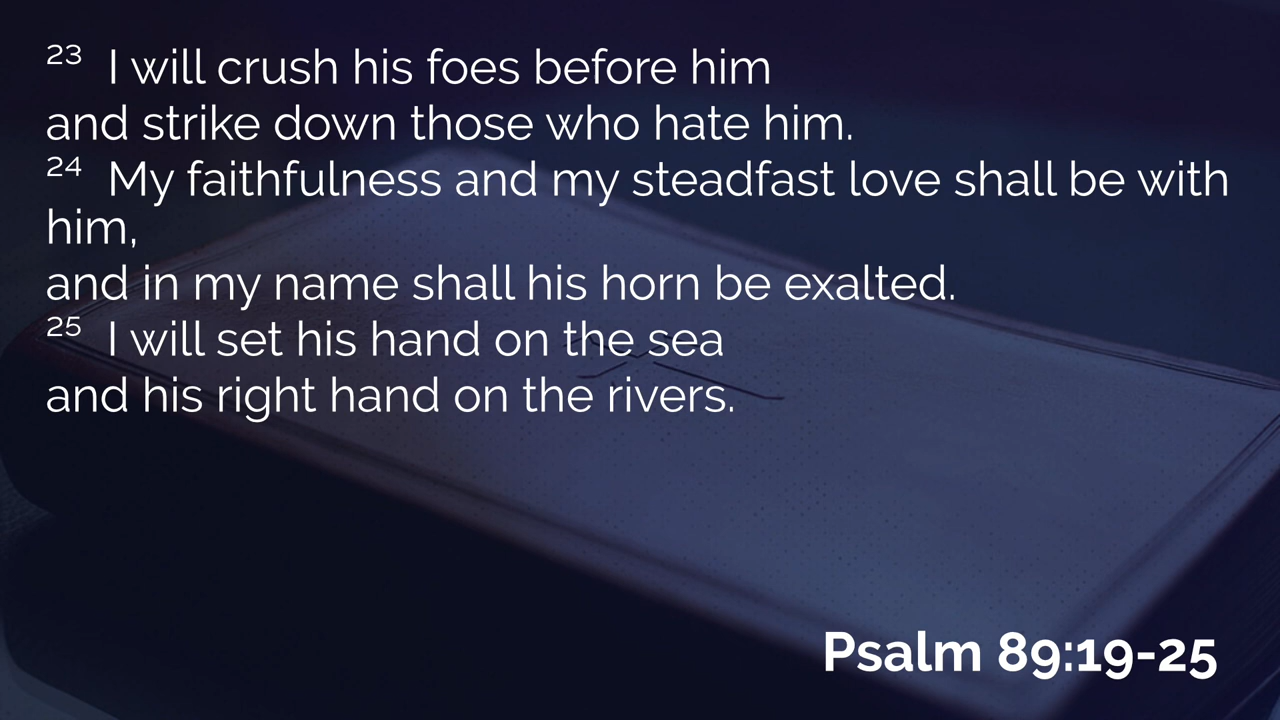 23 I will crush his foes before him
and strike down those who hate him.
24 My faithfulness and my steadfast love shall be with
him,
and in my name shall his horn be exalted.
25 I will set his hand on the sea
and his right hand on the rivers.
Psalm 89:19-25